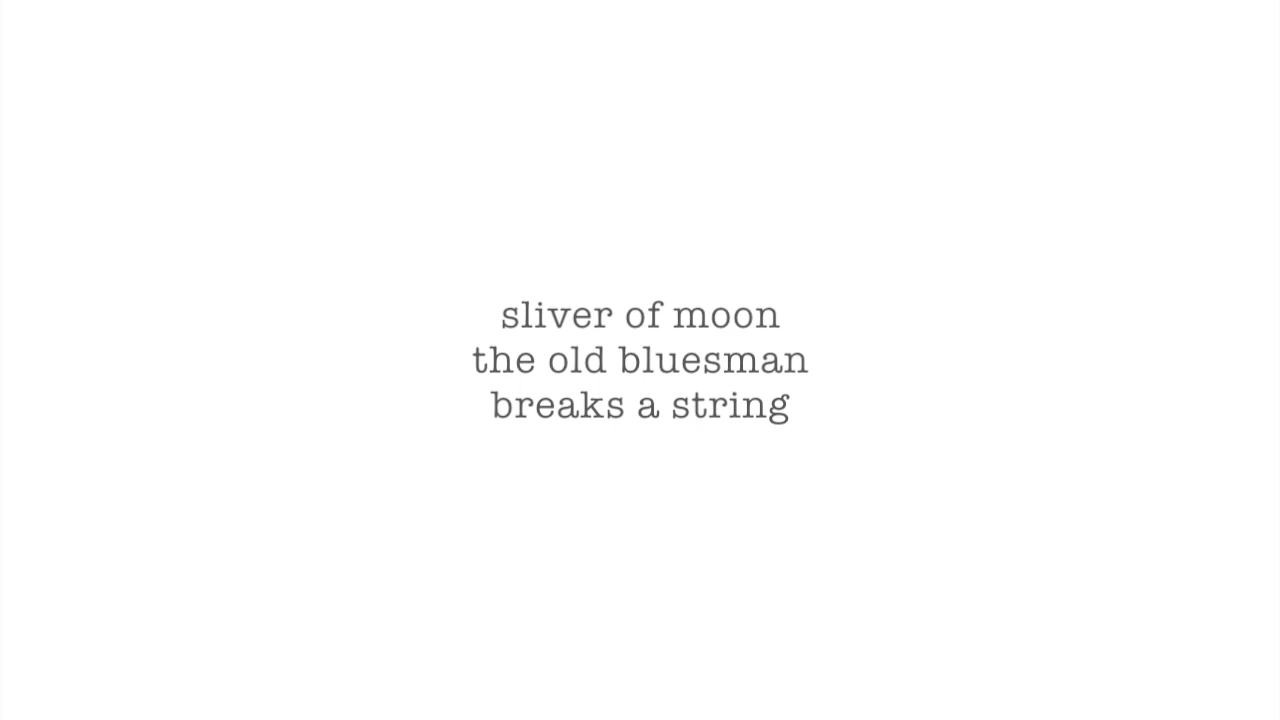 sliver of moon
the old bluesman
breaks a string